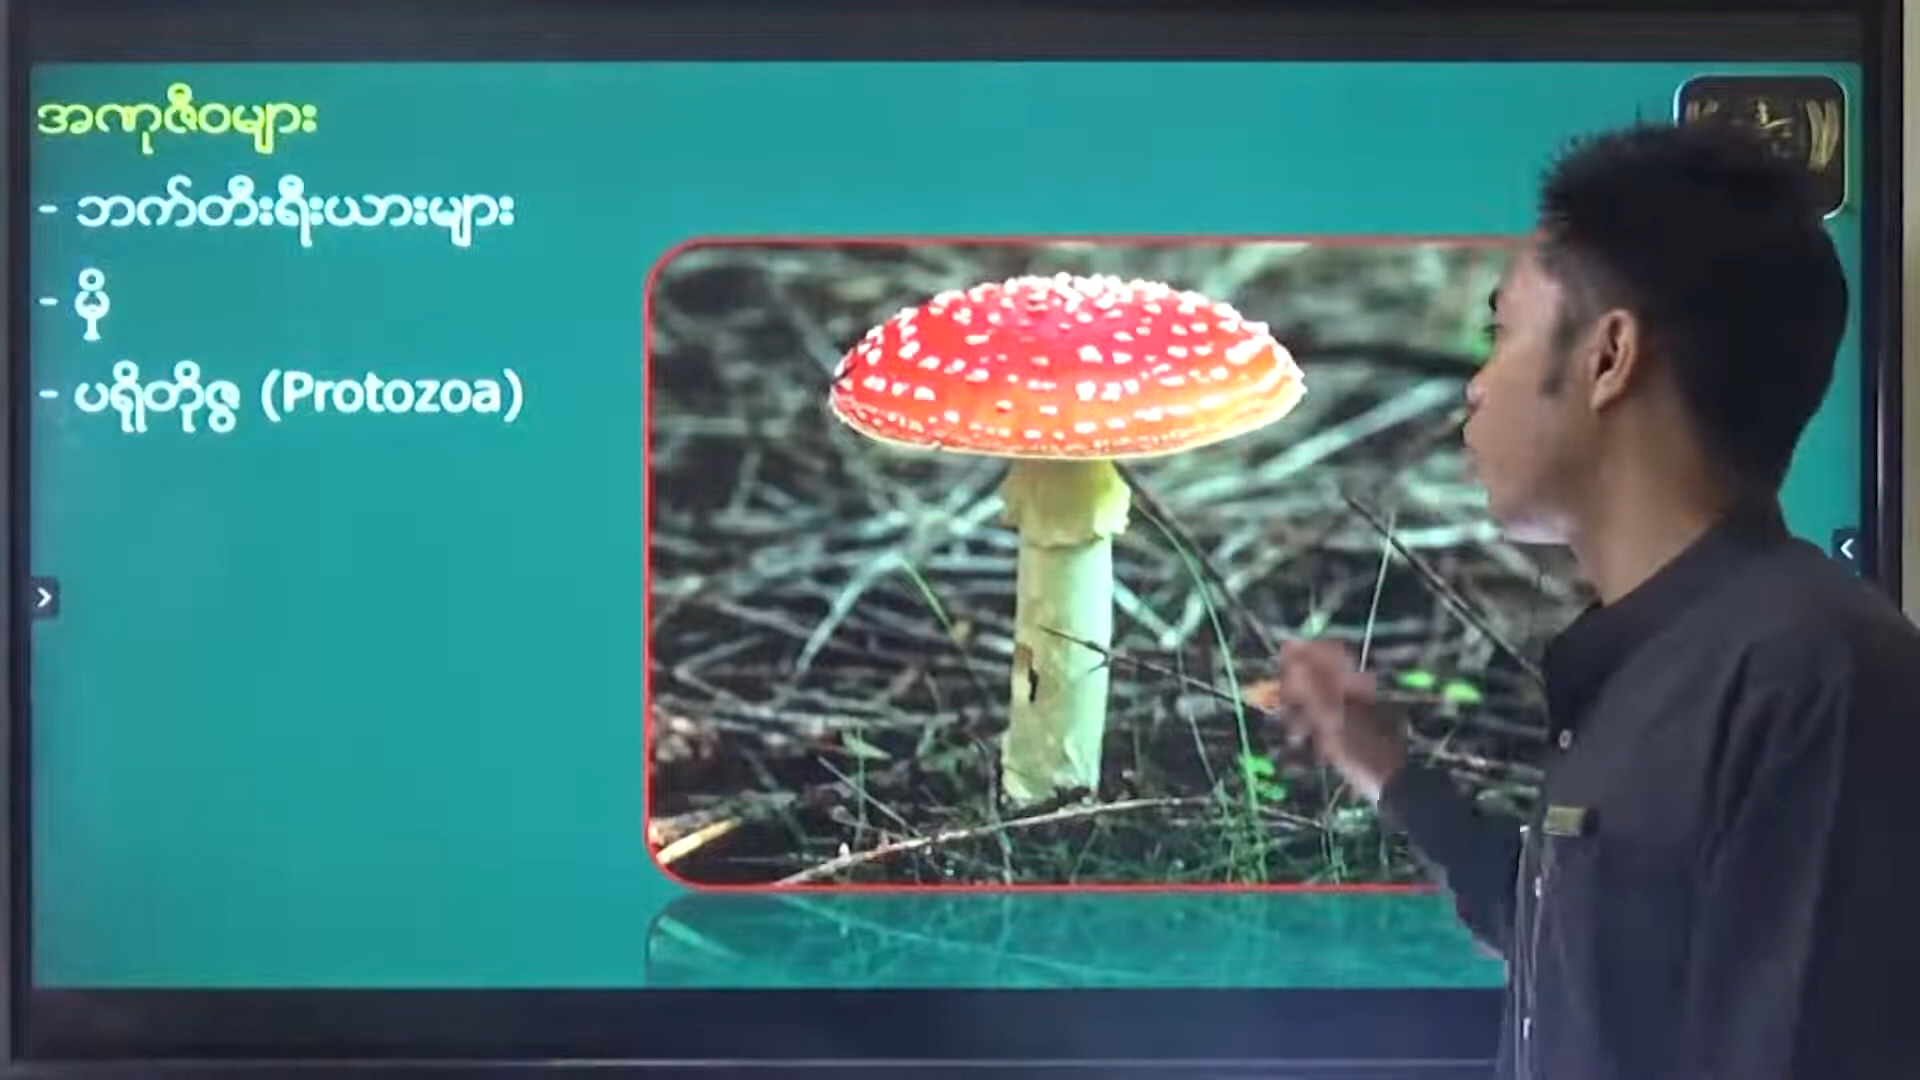 အဏုဇီဝများ
- ဘက်တီးရီးယားများ
- မှို
- ပရိုတိုဇွ (Protozoa)